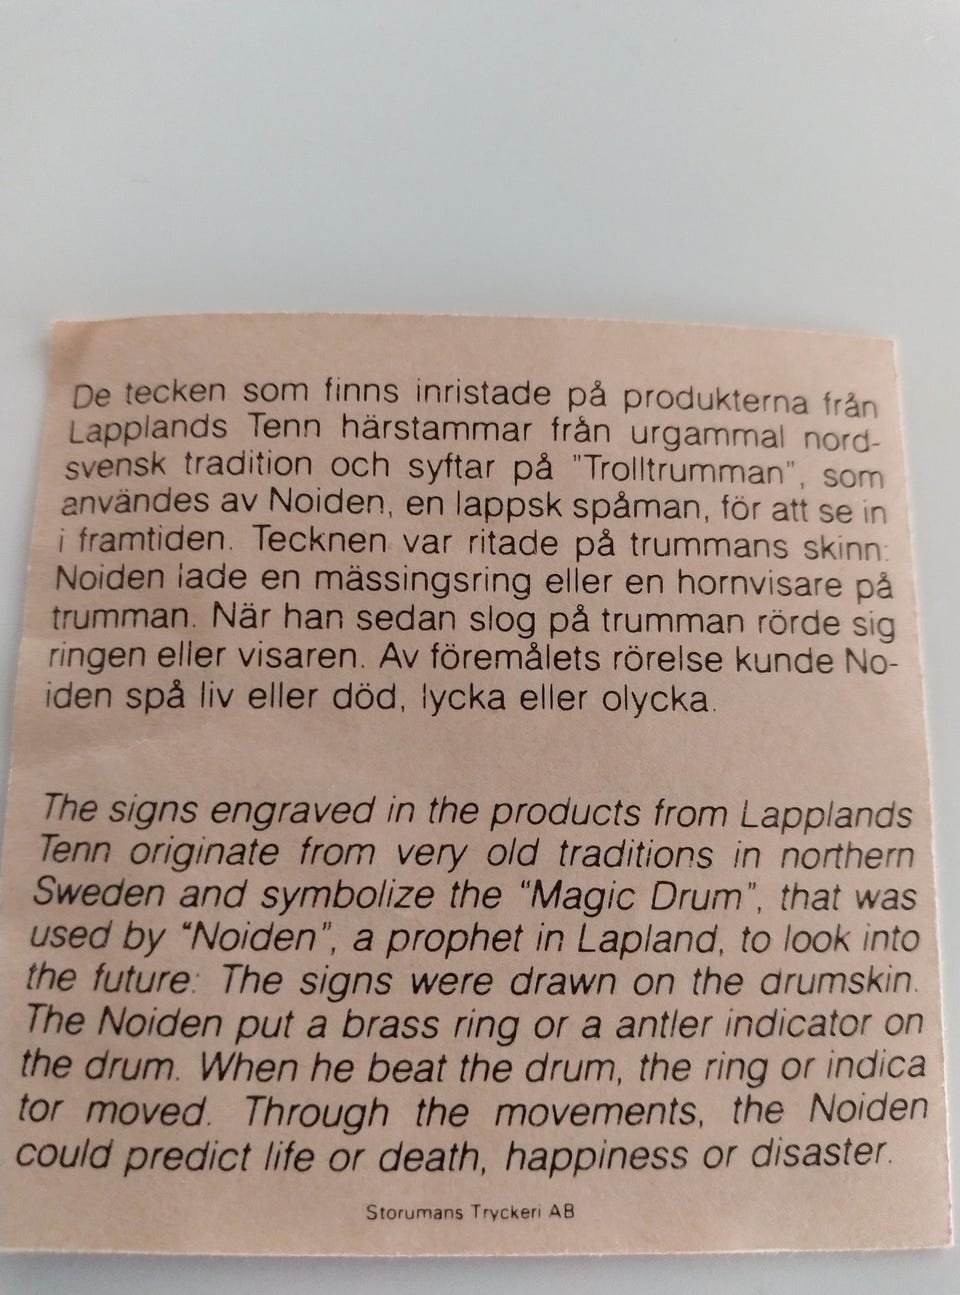 De tecken som finns inristade på produkterna från
Lapplands Tenn härstammar från urgammal nord-
svensk tradition och syftar på "Trolltrumman", som
användes av Noiden, en lappsk spåman, för att se in
i framtiden. Tecknen var ritade på trummans skinn.
Noiden lade en mässingsring eller en hornvisare på
trumman. När han sedan slog på trumman rörde sig
ringen eller visaren. Av föremålets rörelse kunde No-
iden spå liv eller död, lycka eller olycka.
The signs engraved in the products from Lapplands
Tenn originate from very old traditions in northern
Sweden and symbolize the "Magic Drum", that was
used by "Noiden", a prophet in Lapland, to look into
the future. The signs were drawn on the drumskin.
The Noiden put a brass ring or a antler indicator on
the drum. When he beat the drum, the ring or indica
tor moved. Through the movements, the Noiden
could predict life or death, happiness or disaster.
Storumans Tryckeri AB